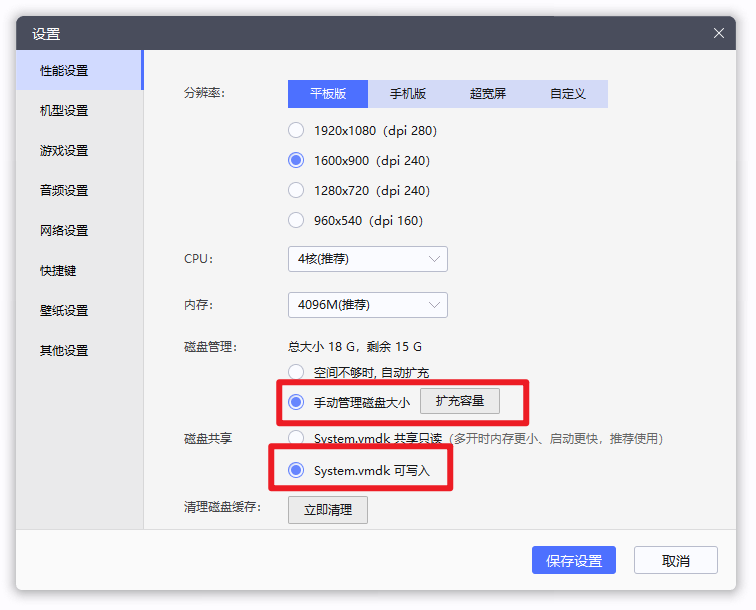 设置
性能设置
机型设置
游戏设置
音频设置
网络设置
快捷键
壁纸设置
其他设置
分辨率:
平板版 手机版 超宽屏 自定义
1920x1080（dpi 280）
1600x900（dpi 240）
1280x720（dpi 240）
960x540（dpi 160）
CPU:
4核(推荐)
内存:
4096M(推荐)
磁盘管理:
总大小 18 G，剩余 15 G
空间不够时, 自动扩充
手动管理磁盘大小 扩充容量
磁盘共享
System.vmdk 共享只读（多开时内存更小、启动更快，推荐使用）
System.vmdk 可写入
清理磁盘缓存:
立即清理
保存设置 取消